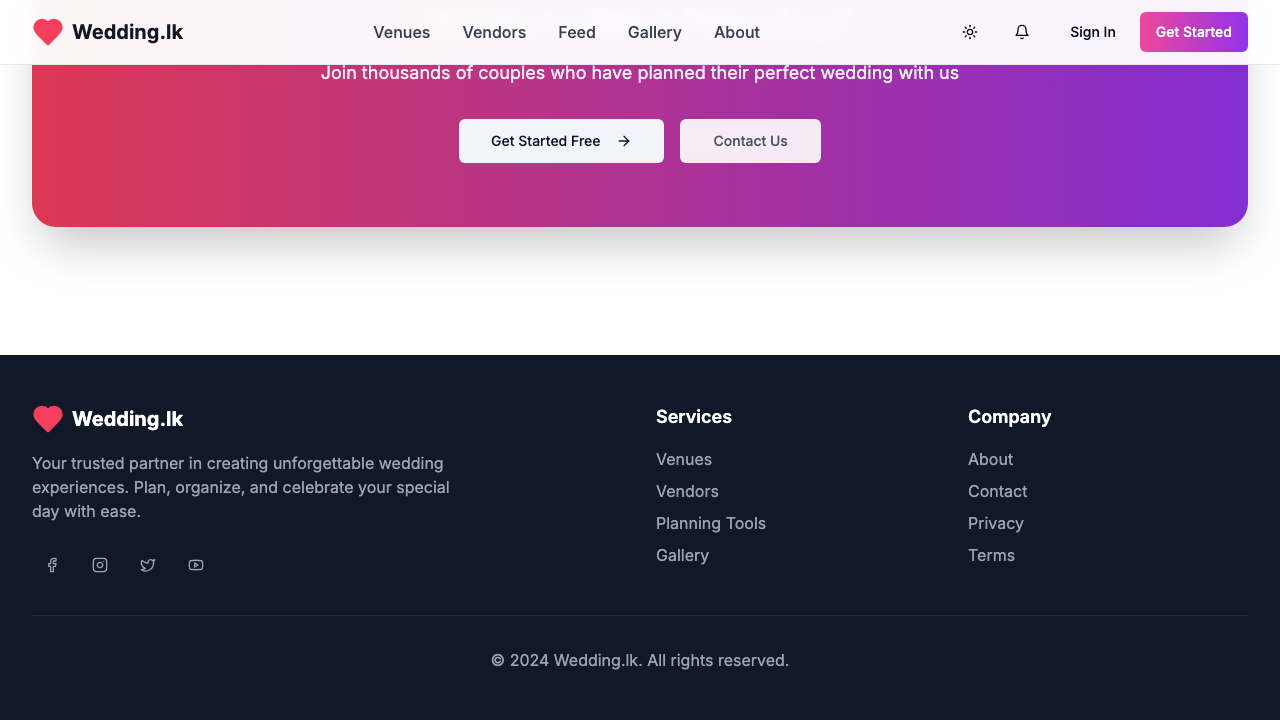 Wedding.lk
Venues
Vendors
Feed
Gallery
About
Sign In
Get Started
Join thousands of couples who have planned their perfect wedding with us
Get Started Free
Contact Us
Wedding.lk
Your trusted partner in creating unforgettable wedding
experiences. Plan, organize, and celebrate your special
day with ease.
Services
Venues
Vendors
Planning Tools
Gallery
Company
About
Contact
Privacy
Terms
© 2024 Wedding.lk. All rights reserved.